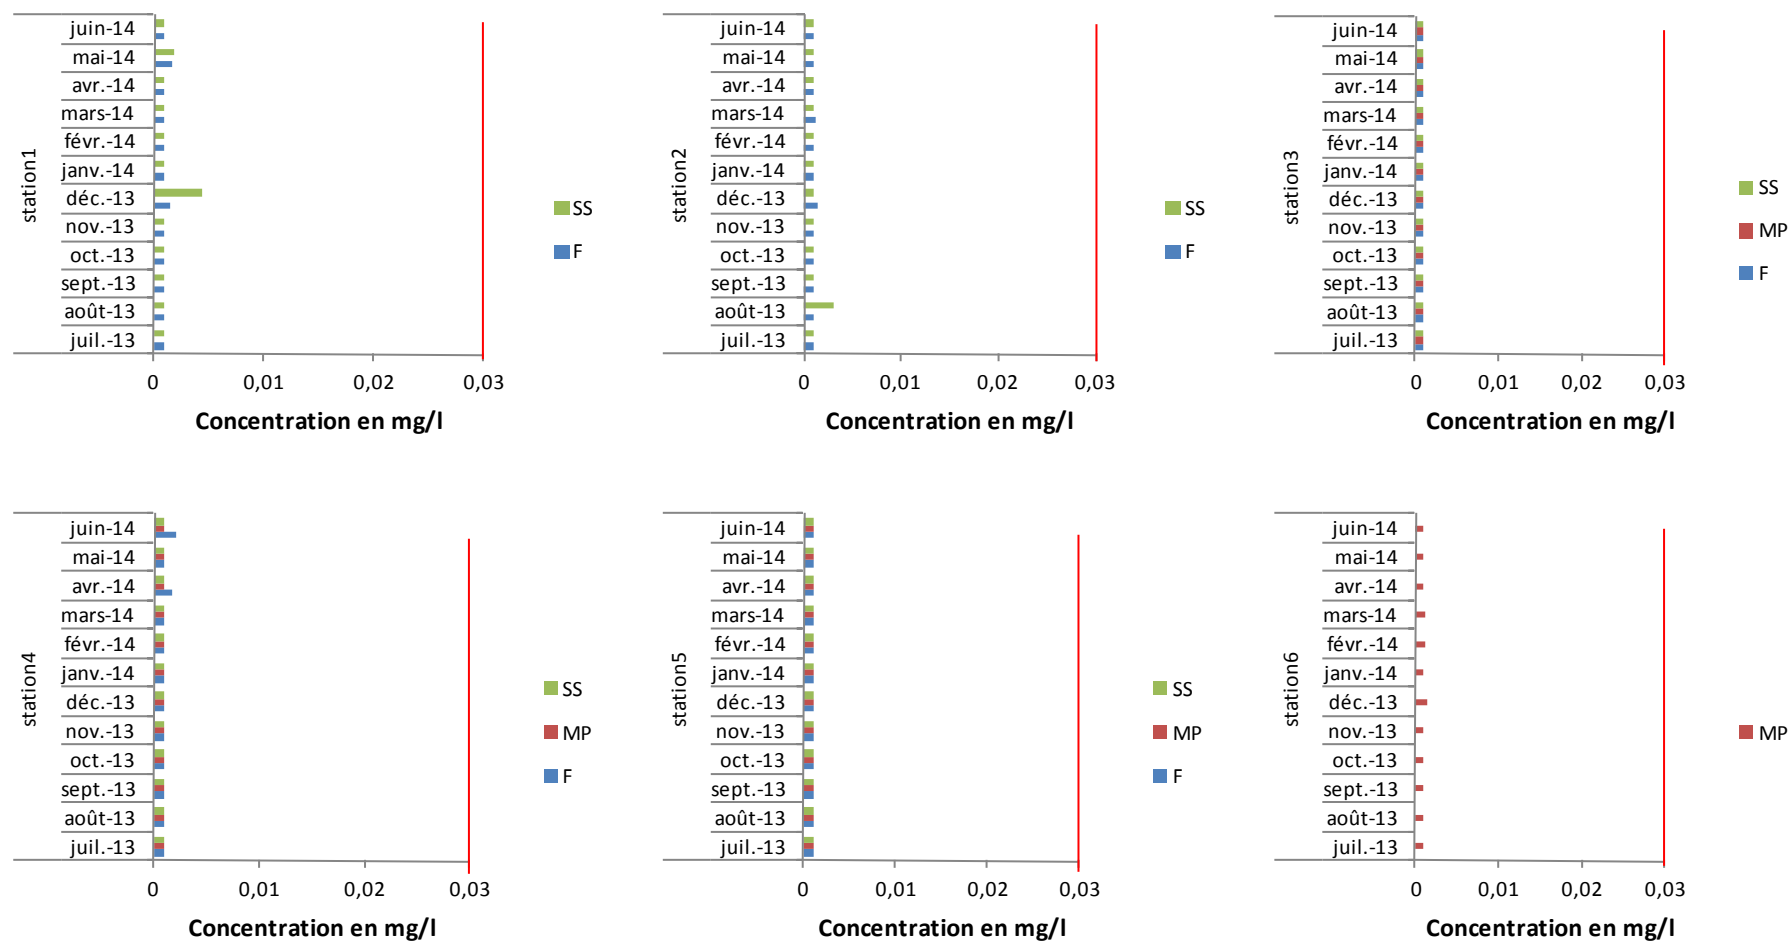 station1
juin-14
mai-14
avr.-14
mars-14
févr.-14
janv.-14
déc.-13
nov.-13
oct.-13
sept.-13
août-13
juil.-13
0 0,01 0,02 0,03
Concentration en mg/l
SS
F
station2
juin-14
mai-14
avr.-14
mars-14
févr.-14
janv.-14
déc.-13
nov.-13
oct.-13
sept.-13
août-13
juil.-13
0 0,01 0,02 0,03
Concentration en mg/l
SS
F
station3
juin-14
mai-14
avr.-14
mars-14
févr.-14
janv.-14
déc.-13
nov.-13
oct.-13
sept.-13
août-13
juil.-13
0 0,01 0,02 0,03
Concentration en mg/l
SS
MP
F
station4
juin-14
mai-14
avr.-14
mars-14
févr.-14
janv.-14
déc.-13
nov.-13
oct.-13
sept.-13
août-13
juil.-13
0 0,01 0,02 0,03
Concentration en mg/l
SS
MP
F
station5
juin-14
mai-14
avr.-14
mars-14
févr.-14
janv.-14
déc.-13
nov.-13
oct.-13
sept.-13
août-13
juil.-13
0 0,01 0,02 0,03
Concentration en mg/l
SS
MP
F
station6
juin-14
mai-14
avr.-14
mars-14
févr.-14
janv.-14
déc.-13
nov.-13
oct.-13
sept.-13
août-13
juil.-13
0 0,01 0,02 0,03
Concentration en mg/l
MP